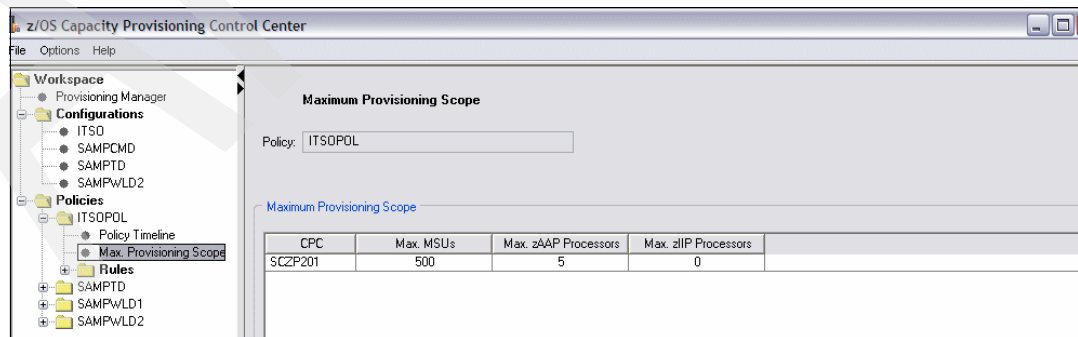 z/OS Capacity Provisioning Control Center
File Options Help
Workspace
Provisioning Manager
Configurations
ITSO
SAMPCMD
SAMPTD
SAMPWLD2
Policies
ITSOPOL
Policy Timeline
Max. Provisioning Scope
Rules
SAMPTD
SAMPWLD1
SAMPWLD2
Maximum Provisioning Scope
Policy: ITSOPOL
Maximum Provisioning Scope
CPC Max. MSUs Max. zAAP Processors Max. zIIP Processors
SCZP201 500 5 0